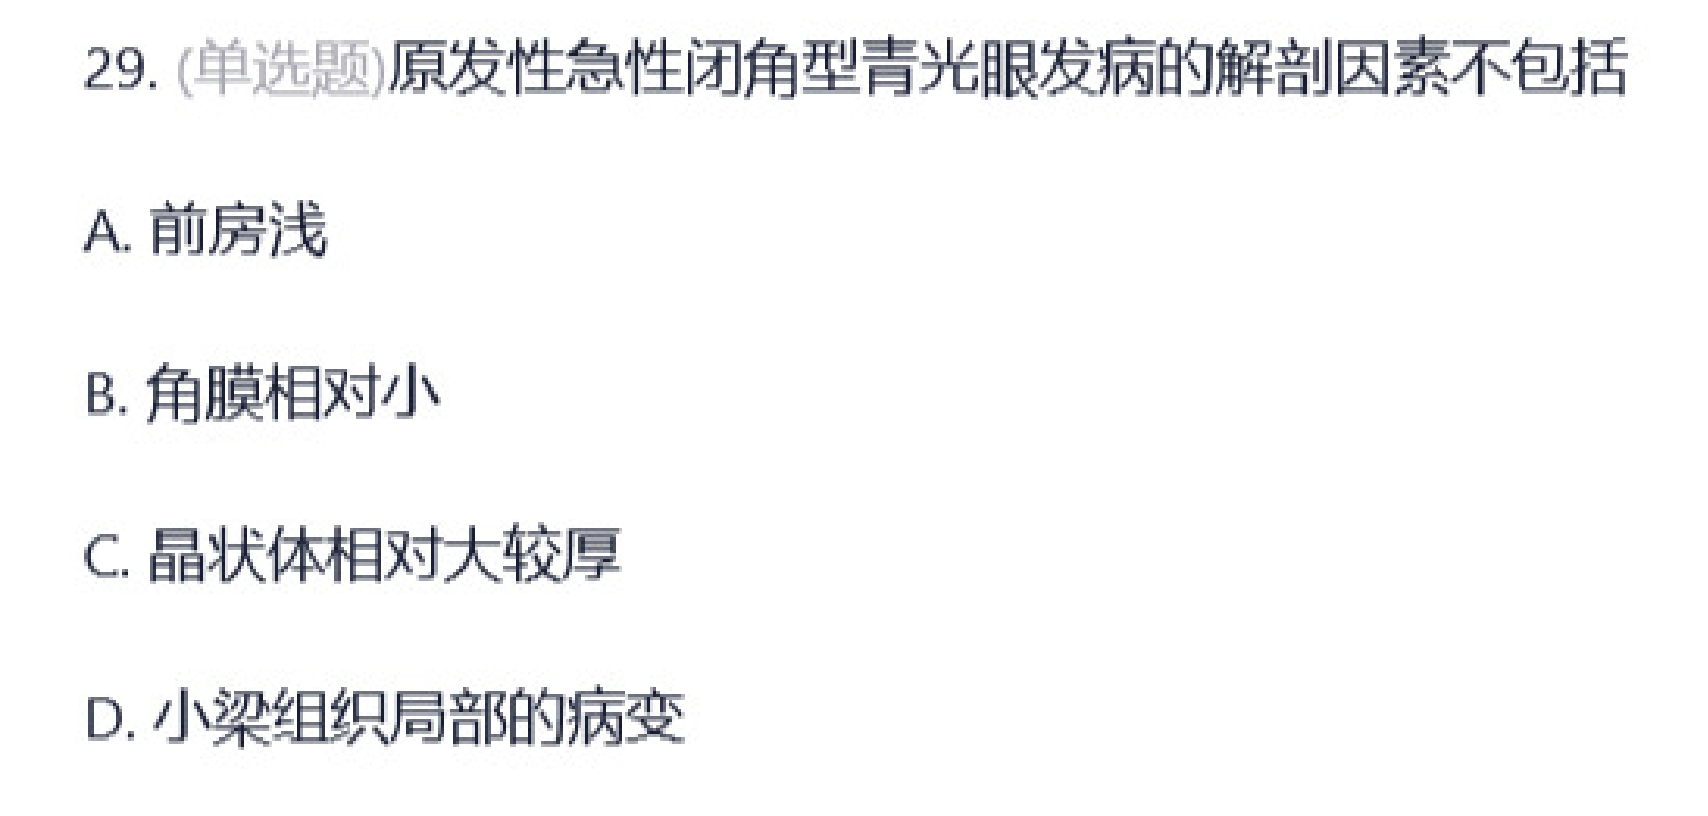 29. (单选题)原发性急性闭角型青光眼发病的解剖因素不包括
A. 前房浅
B. 角膜相对小
C. 晶状体相对大较厚
D. 小梁组织局部的病变